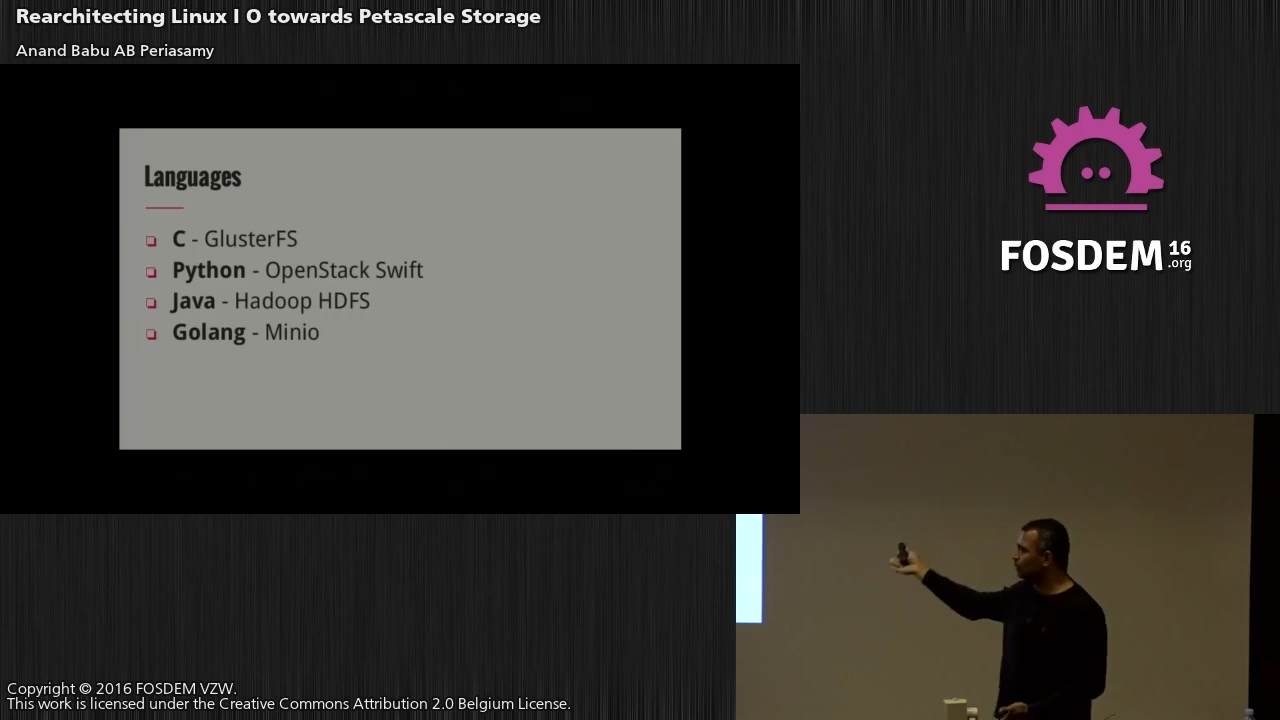 Rearchitecting Linux I O towards Petascale Storage
Anand Babu AB Periasamy
Languages
C - GlusterFS
Python - OpenStack Swift
Java - Hadoop HDFS
Golang - Minio
FOSDEM 16
.org
Copyright © 2016 FOSDEM VZW.
This work is licensed under the Creative Commons Attribution 2.0 Belgium License.